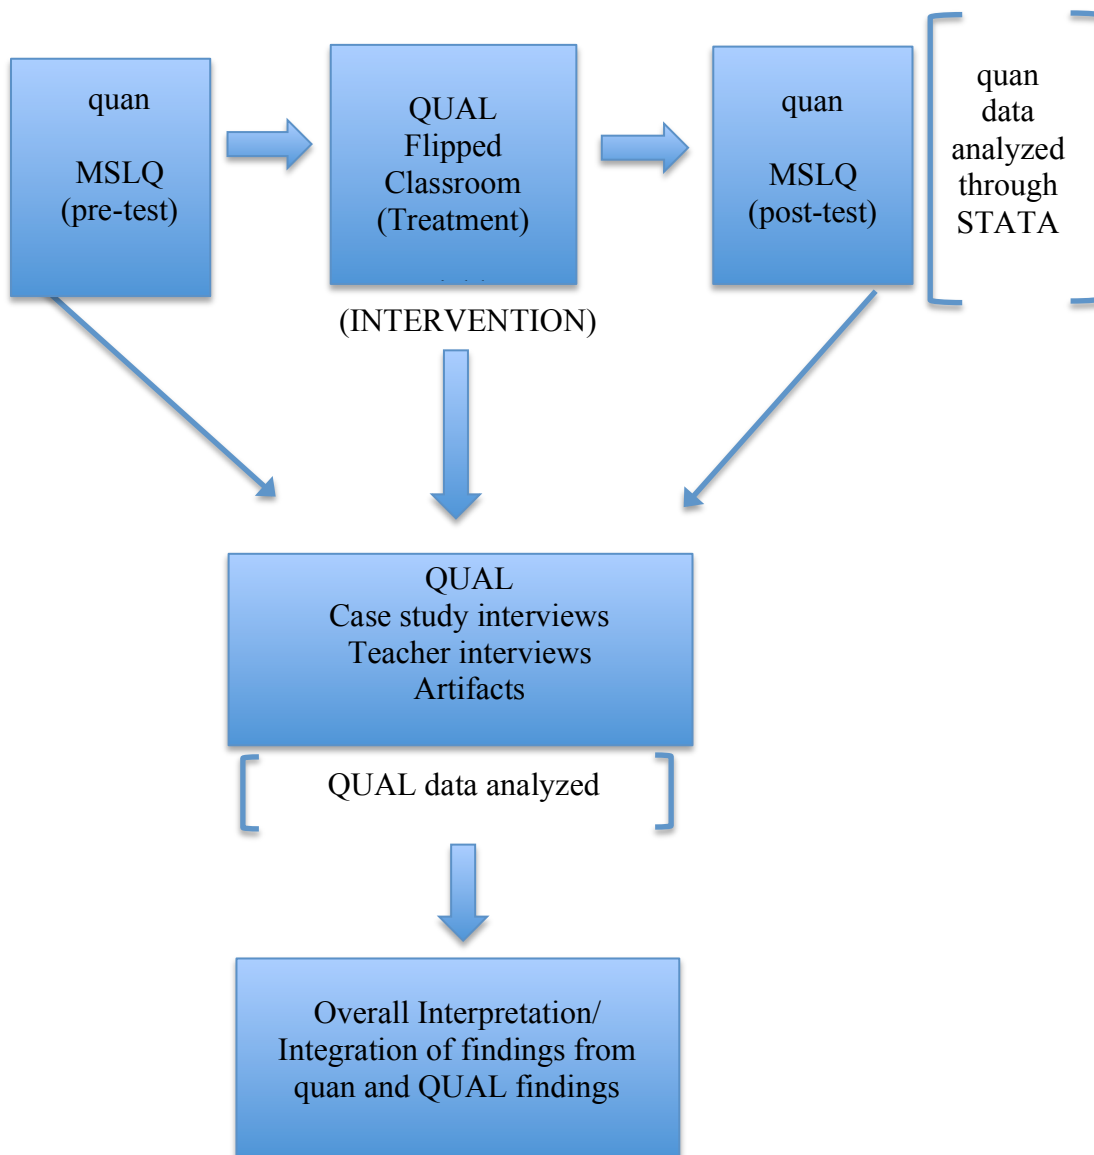 quan
MSLQ
(pre-test)
QUAL
Flipped
Classroom
(Treatment)
(INTERVENTION)
quan
MSLQ
(post-test)
quan
data
analyzed
through
STATA
QUAL
Case study interviews
Teacher interviews
Artifacts
QUAL data analyzed
Overall Interpretation/
Integration of findings from
quan and QUAL findings